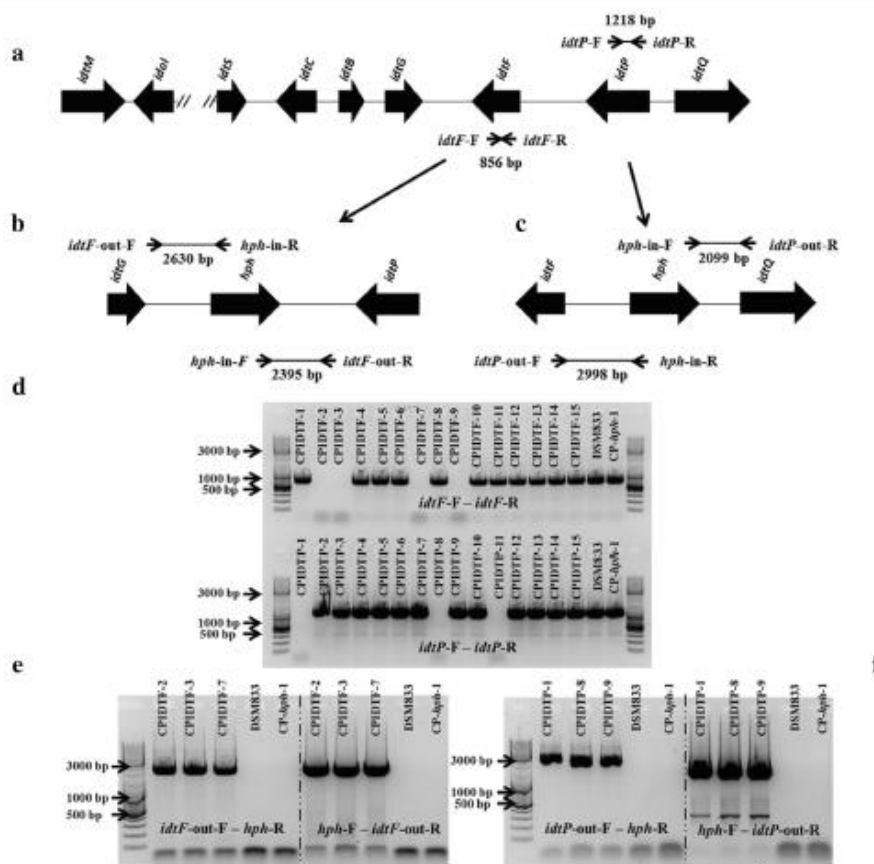 a
1218 bp
idtP-F idtP-R
idtM idoI idtS idtC idtB idtG idtF idtP idtQ
// //
idtF-F idtF-R
856 bp
b
c
idtF-out-F hph-in-R
2630 bp
hph-in-F idtP-out-R
2099 bp
idtG hph idtP
idtF hph idtQ
hph-in-F idtF-out-R
2395 bp
idtP-out-F hph-in-R
2998 bp
d
CPIDTF-1 CPIDTF-2 CPIDTF-3 CPIDTF-4 CPIDTF-5 CPIDTF-6 CPIDTF-7 CPIDTF-8 CPIDTF-9 CPIDTF-10 CPIDTF-11 CPIDTF-12 CPIDTF-13 CPIDTF-14 CPIDTF-15 DSM833 CP-hph-1
3000 bp
1000 bp
500 bp
idtF-F – idtF-R
CPIDTP-1 CPIDTP-2 CPIDTP-3 CPIDTP-4 CPIDTP-5 CPIDTP-6 CPIDTP-7 CPIDTP-8 CPIDTP-9 CPIDTP-10 CPIDTP-11 CPIDTP-12 CPIDTP-13 CPIDTP-14 CPIDTP-15 DSM833 CP-hph-1
3000 bp
1000 bp
500 bp
idtP-F – idtP-R
e
f
CPIDTF-2 CPIDTF-3 CPIDTF-7 DSM833 CP-hph-1 CPIDTF-2 CPIDTF-3 CPIDTF-7 DSM833 CP-hph-1
3000 bp
1000 bp
500 bp
idtF-out-F – hph-R hph-F – idtF-out-R
CPIDTP-1 CPIDTP-8 CPIDTP-9 DSM833 CP-hph-1 CPIDTP-1 CPIDTP-8 CPIDTP-9 DSM833 CP-hph-1
3000 bp
1000 bp
500 bp
idtP-out-F – hph-R hph-F – idtP-out-R